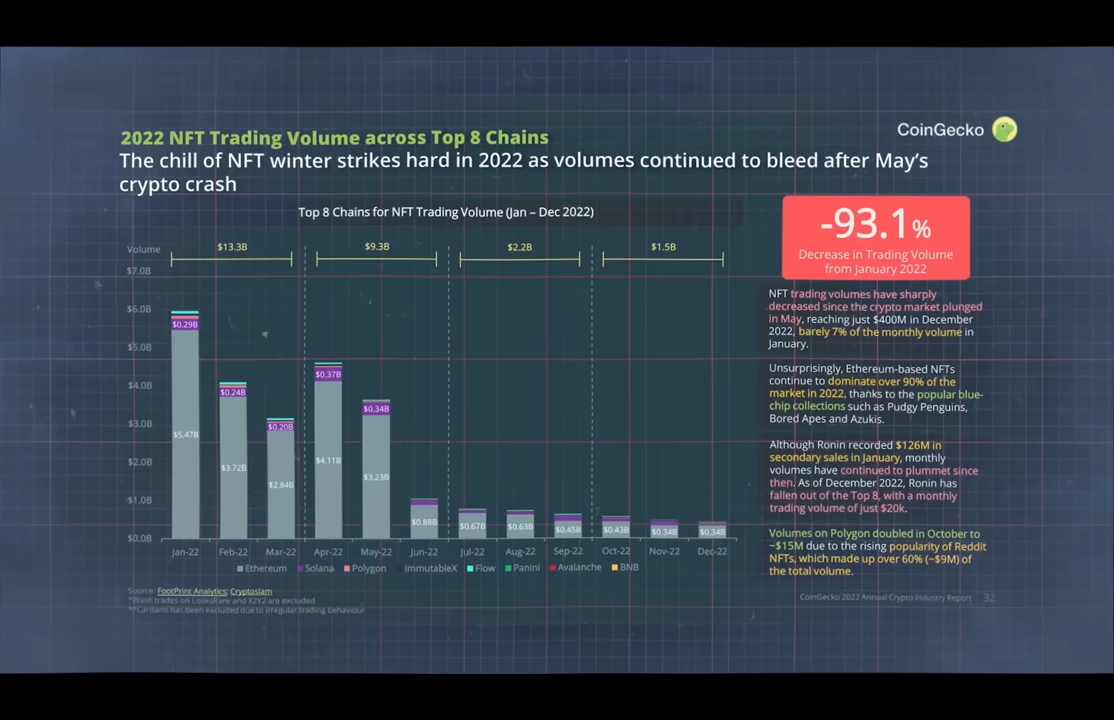 2022 NFT Trading Volume across Top 8 Chains
CoinGecko
The chill of NFT winter strikes hard in 2022 as volumes continued to bleed after May's
crypto crash
Top 8 Chains for NFT Trading Volume (Jan – Dec 2022)
Volume
$13.3B
$9.3B
$2.2B
$1.5B
$7.0B
$6.0B
$5.0B
$4.0B
$3.0B
$2.0B
$1.0B
$0.0B
$0.29B
$5.47B
$0.24B
$3.72B
$0.20B
$2.84B
$0.37B
$4.11B
$0.34B
$3.23B
$0.88B
$0.67B
$0.63B
$0.45B
$0.43B
$0.34B
$0.34B
Jan-22
Feb-22
Mar-22
Apr-22
May-22
Jun-22
Jul-22
Aug-22
Sep-22
Oct-22
Nov-22
Dec-22
Ethereum
Solana
Polygon
ImmutableX
Flow
Panini
Avalanche
BNB
-93.1%
Decrease in Trading Volume
from January 2022
NFT trading volumes have sharply
decreased since the crypto market plunged
in May, reaching just $400M in December
2022, barely 7% of the monthly volume in
January.
Unsurprisingly, Ethereum-based NFTs
continue to dominate over 90% of the
market in 2022, thanks to the popular blue-
chip collections such as Pudgy Penguins,
Bored Apes and Azukis.
Although Ronin recorded $126M in
secondary sales in January, monthly
volumes have continued to plummet since
then. As of December 2022, Ronin has
fallen out of the Top 8, with a monthly
trading volume of just $20k.
Volumes on Polygon doubled in October to
~$15M due to the rising popularity of Reddit
NFTs, which made up over 60% (~$9M) of
the total volume.
Source: FootPrint Analytics; Cryptoslam
*Wash trades on LooksRare and X2Y2 are excluded
**Cardano has been excluded due to irregular trading behaviour
CoinGecko 2022 Annual Crypto Industry Report
32